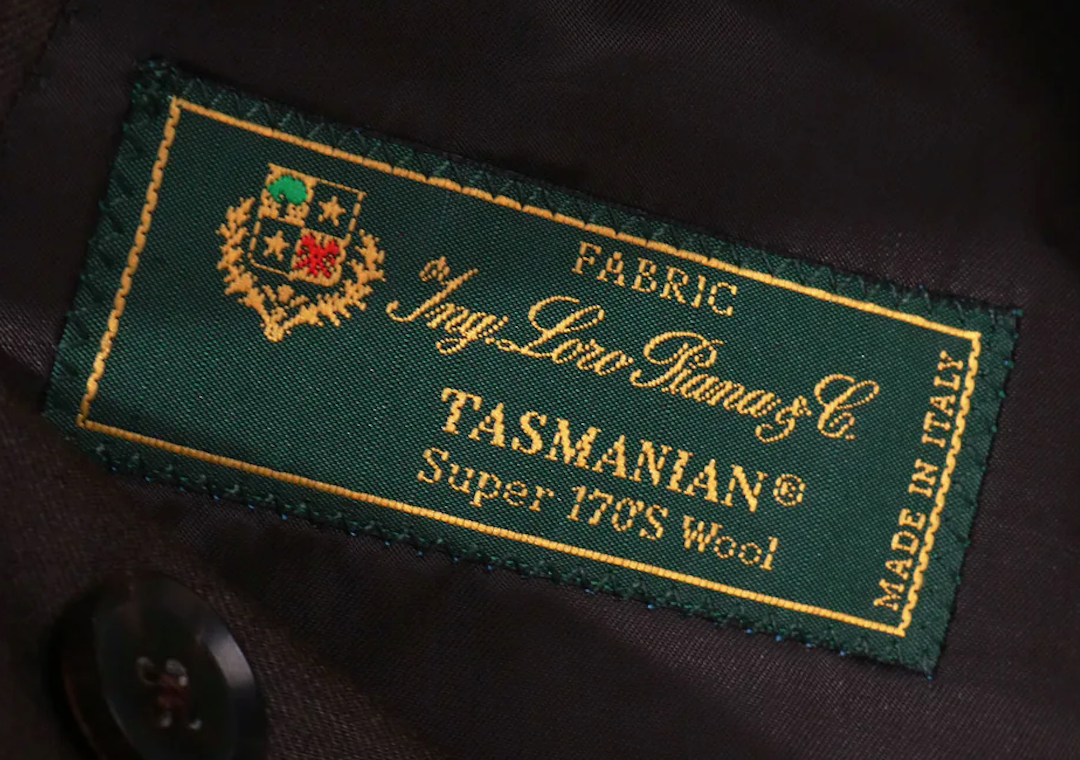 FABRIC
Ing. Loro Piana & C.
TASMANIAN®
Super 170'S Wool
MADE IN ITALY